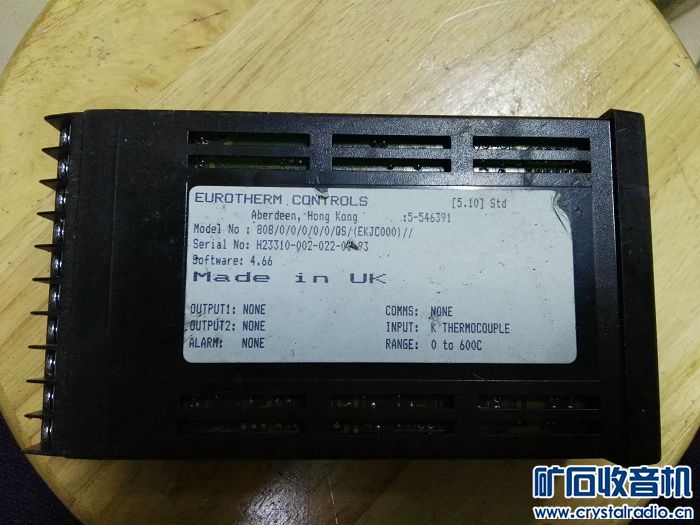 EUROTHERM CONTROLS [5.10] Std
Aberdeen, Hong Kong :5-546391
Model No : 808/0/0/0/0/0/QS/(EKJC000)//
Serial No: H23310-002-022-
Software: 4.66
Made in UK
OUTPUT1: NONE COMMS: NONE
OUTPUT2: NONE INPUT: K THERMOCOUPLE
ALARM: NONE RANGE: 0 to 600C
矿石收音机
www.crystalradio.cn